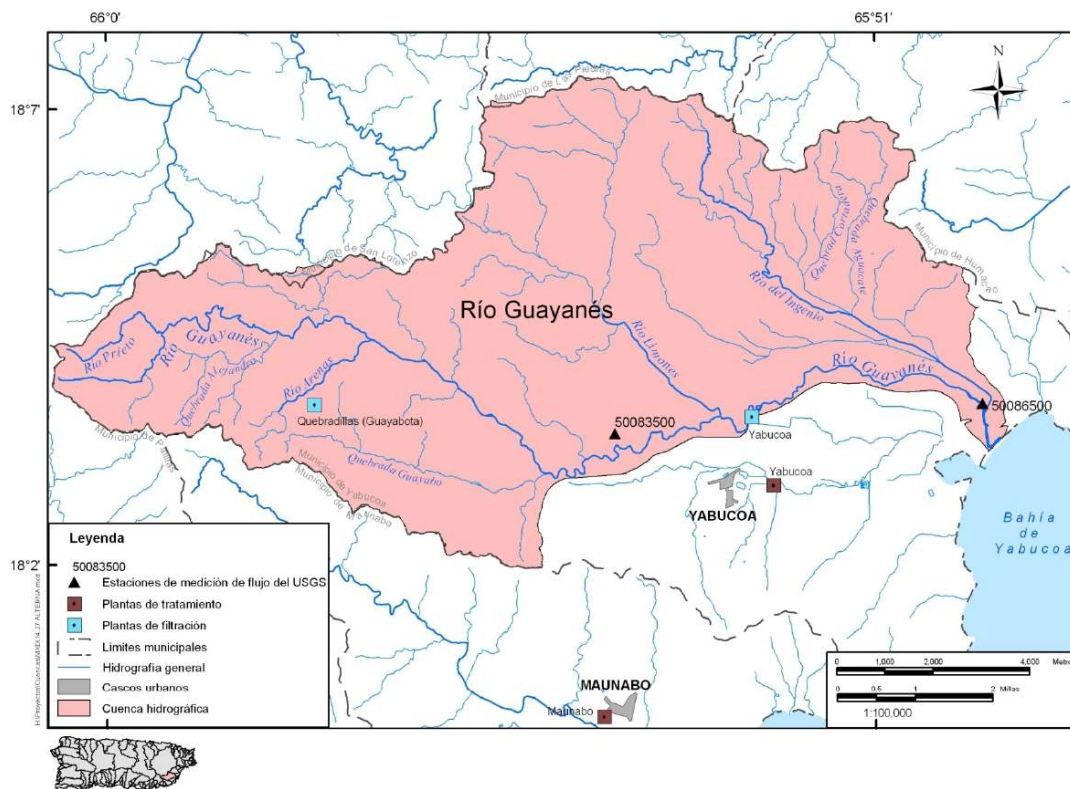 66°0'
65°51'
18°7'
N
Municipio de Las Piedras
Quebrada Cortadera
Quebrada Aguacate
Municipio de Humacao
Municipio de San Lorenzo
Río Guayanés
Río del Ingenio
Río Prieto
Río Guayanés
Quebrada Alejandro
Río Arenas
Río Limones
Río Guayanés
Quebradillas (Guayabota)
50083500
50086500
Yabucoa
Municipio de Patillas
Quebrada Guayabo
Municipio de Yabucoa
Municipio de Maunabo
Yabucoa
YABUCOA
Bahía
de
Yabucoa
18°2'
Leyenda
50083500
Estaciones de medición de flujo del USGS
Plantas de tratamiento
Plantas de filtración
Límites municipales
Hidrografía general
Cascos urbanos
Cuenca hidrográfica
MAUNABO
Maunabo
0 1,000 2,000 4,000 Metros
0 0.5 1 2 Millas
1:100,000